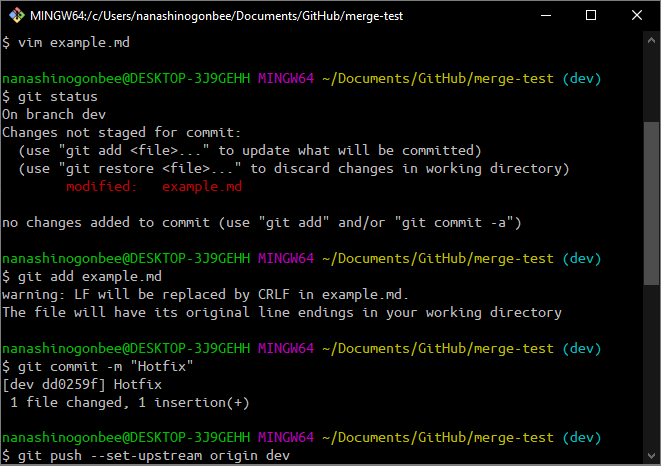 MINGW64:/c/Users/nanashinogonbee/Documents/GitHub/merge-test
$ vim example.md
nanashinogonbee@DESKTOP-3J9GEHH MINGW64 ~/Documents/GitHub/merge-test (dev)
$ git status
On branch dev
Changes not staged for commit:
  (use "git add <file>..." to update what will be committed)
  (use "git restore <file>..." to discard changes in working directory)
        modified:   example.md
no changes added to commit (use "git add" and/or "git commit -a")
nanashinogonbee@DESKTOP-3J9GEHH MINGW64 ~/Documents/GitHub/merge-test (dev)
$ git add example.md
warning: LF will be replaced by CRLF in example.md.
The file will have its original line endings in your working directory
nanashinogonbee@DESKTOP-3J9GEHH MINGW64 ~/Documents/GitHub/merge-test (dev)
$ git commit -m "Hotfix"
[dev dd0259f] Hotfix
 1 file changed, 1 insertion(+)
nanashinogonbee@DESKTOP-3J9GEHH MINGW64 ~/Documents/GitHub/merge-test (dev)
$ git push --set-upstream origin dev